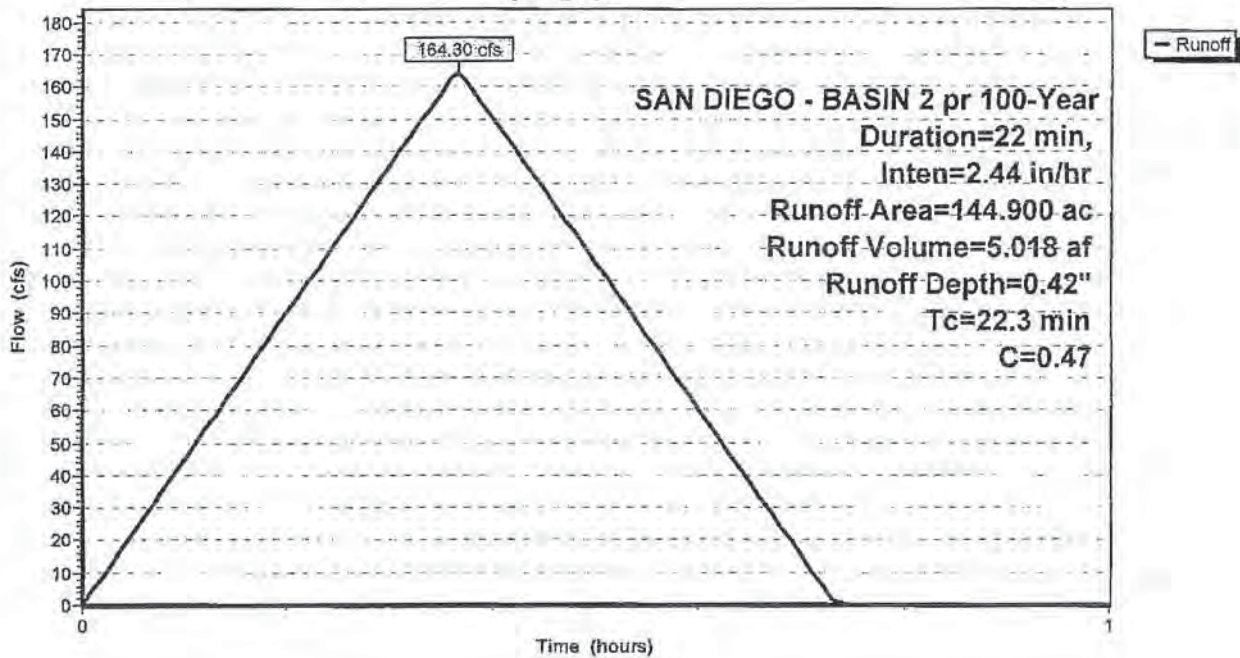 164.30 cfs
Runoff
SAN DIEGO - BASIN 2 pr 100-Year
Duration=22 min,
Inten=2.44 in/hr
Runoff Area=144.900 ac
Runoff Volume=5.018 af
Runoff Depth=0.42"
Tc=22.3 min
C=0.47
Flow (cfs)
180
170
160
150
140
130
120
110
100
90
80
70
60
50
40
30
20
10
0
0
1
Time (hours)